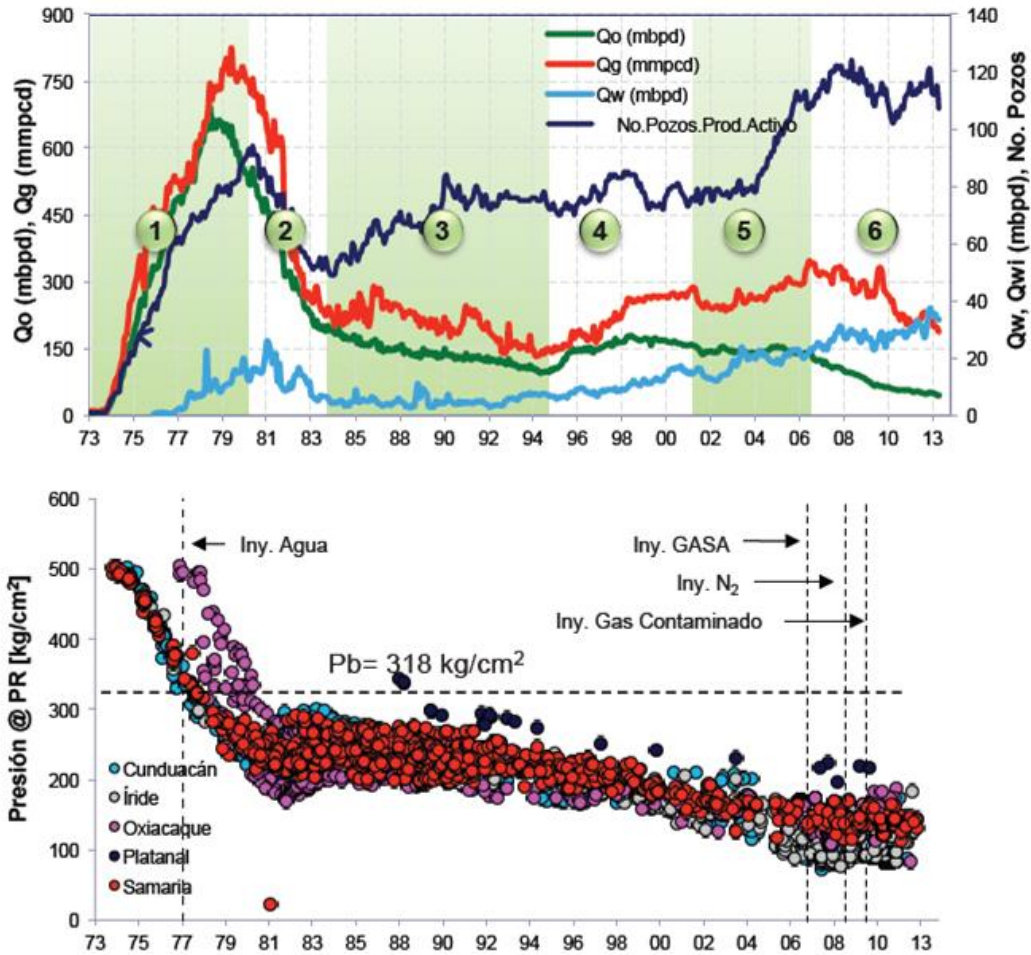 900
750
600
450
300
150
0
Qo (mbpd), Qg (mmpcd)
140
120
100
80
60
40
20
0
Qw, Qwi (mbpd), No. Pozos
Qo (mbpd)
Qg (mmpcd)
Qw (mbpd)
No.Pozos.Prod.Activo
1
2
3
4
5
6
73 75 77 79 81 83 85 87 88 90 92 94 96 98 00 02 04 06 08 10 13
600
500
400
300
200
100
0
Presión @ PR [kg/cm²]
Iny. Agua
Iny. GASA
Iny. N₂
Iny. Gas Contaminado
Pb= 318 kg/cm²
Cunduacán
Íride
Oxiacaque
Platanal
Samaria
73 75 77 79 81 83 85 87 88 90 92 94 96 98 00 02 04 06 08 10 13